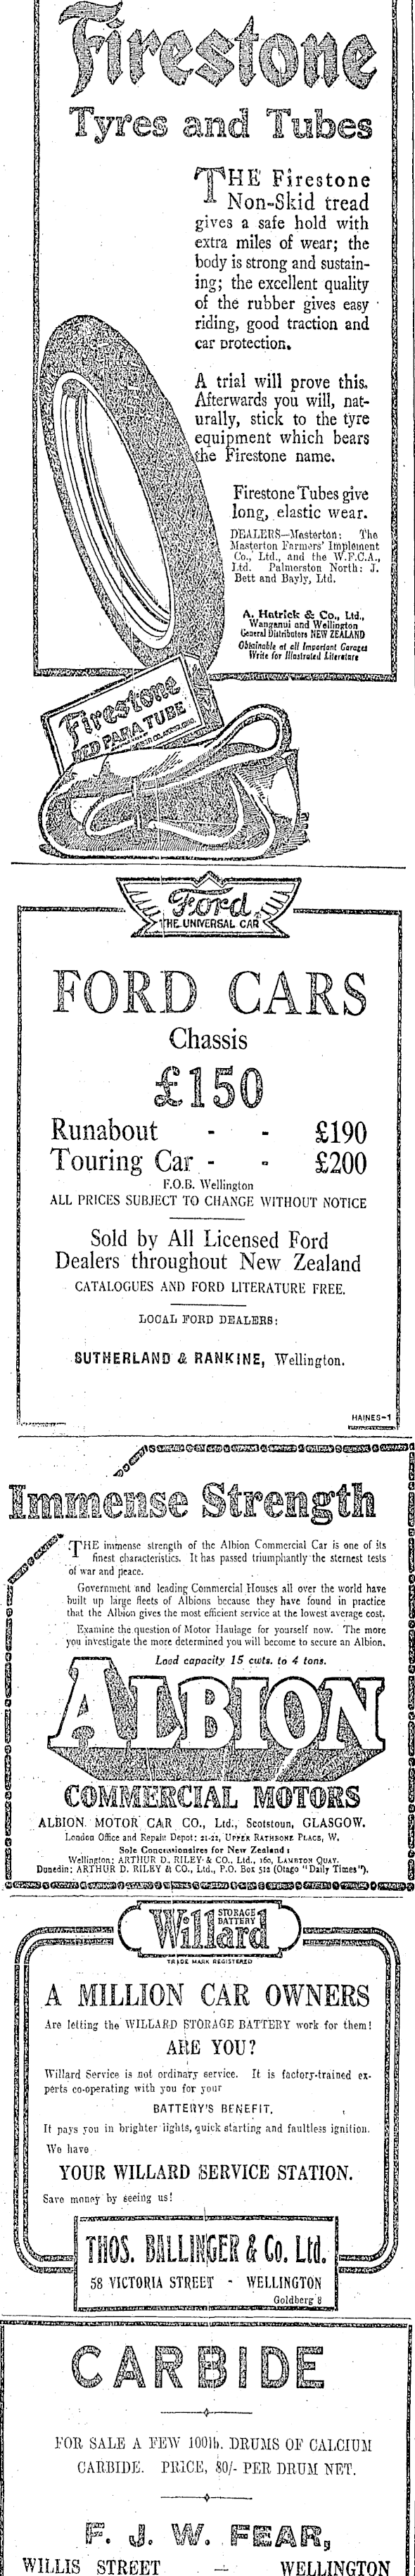 Firestone
Tyres and Tubes
THE Firestone
Non-Skid tread
gives a safe hold with
extra miles of wear; the
body is strong and sustain-
ing; the excellent quality
of the rubber gives easy
riding, good traction and
car protection.
A trial will prove this.
Afterwards you will, nat-
urally, stick to the tyre
equipment which bears
the Firestone name.
Firestone Tubes give
long, elastic wear.
DEALERS—Masterton: The
Masterton Farmers' Implement
Co., Ltd., and the W.F.C.A.,
Ltd. Palmerston North: J.
Bett and Bayly, Ltd.
A. Hatrick & Co., Ltd.,
Wanganui and Wellington
General Distributors NEW ZEALAND
Obtainable at all Important Garages
Write for Illustrated Literature
Firestone
RED PARA TUBE
Ford
THE UNIVERSAL CAR
FORD CARS
Chassis
£150
Runabout - - £190
Touring Car - - £200
F.O.B. Wellington
ALL PRICES SUBJECT TO CHANGE WITHOUT NOTICE
Sold by All Licensed Ford
Dealers throughout New Zealand
CATALOGUES AND FORD LITERATURE FREE.
LOCAL FORD DEALERS:
SUTHERLAND & RANKINE, Wellington.
HAINES-1
Immense Strength
THE immense strength of the Albion Commercial Car is one of its
finest characteristics. It has passed triumphantly the sternest tests
of war and peace.
Government and leading Commercial Houses all over the world have
built up large fleets of Albions because they have found in practice
that the Albion gives the most efficient service at the lowest average cost.
Examine the question of Motor Haulage for yourself now. The more
you investigate the more determined you will become to secure an Albion.
Load capacity 15 cwts. to 4 tons.
ALBION
COMMERCIAL MOTORS
ALBION MOTOR CAR CO., Ltd., Scotstoun, GLASGOW.
London Office and Repair Depot: 21-22, UPPER RATHBONE PLACE, W.
Sole Concessionaires for New Zealand:
Wellington: ARTHUR D. RILEY & CO., Ltd., 160, LAMBTON QUAY.
Dunedin: ARTHUR D. RILEY & CO., Ltd., P.O. Box 512 (Otago "Daily Times").
Willard
STORAGE
BATTERY
TRADE MARK REGISTERED
A MILLION CAR OWNERS
Are letting the WILLARD STORAGE BATTERY work for them!
ARE YOU?
Willard Service is not ordinary service. It is factory-trained ex-
perts co-operating with you for your
BATTERY'S BENEFIT.
It pays you in brighter lights, quick starting and faultless ignition.
We have
YOUR WILLARD SERVICE STATION.
Save money by seeing us!
THOS. BALLINGER & Co. Ltd.
58 VICTORIA STREET - WELLINGTON
Goldberg 8
CARBIDE
FOR SALE A FEW 100lb. DRUMS OF CALCIUM
CARBIDE. PRICE, 80/- PER DRUM NET.
F. J. W. FEAR,
WILLIS STREET — WELLINGTON